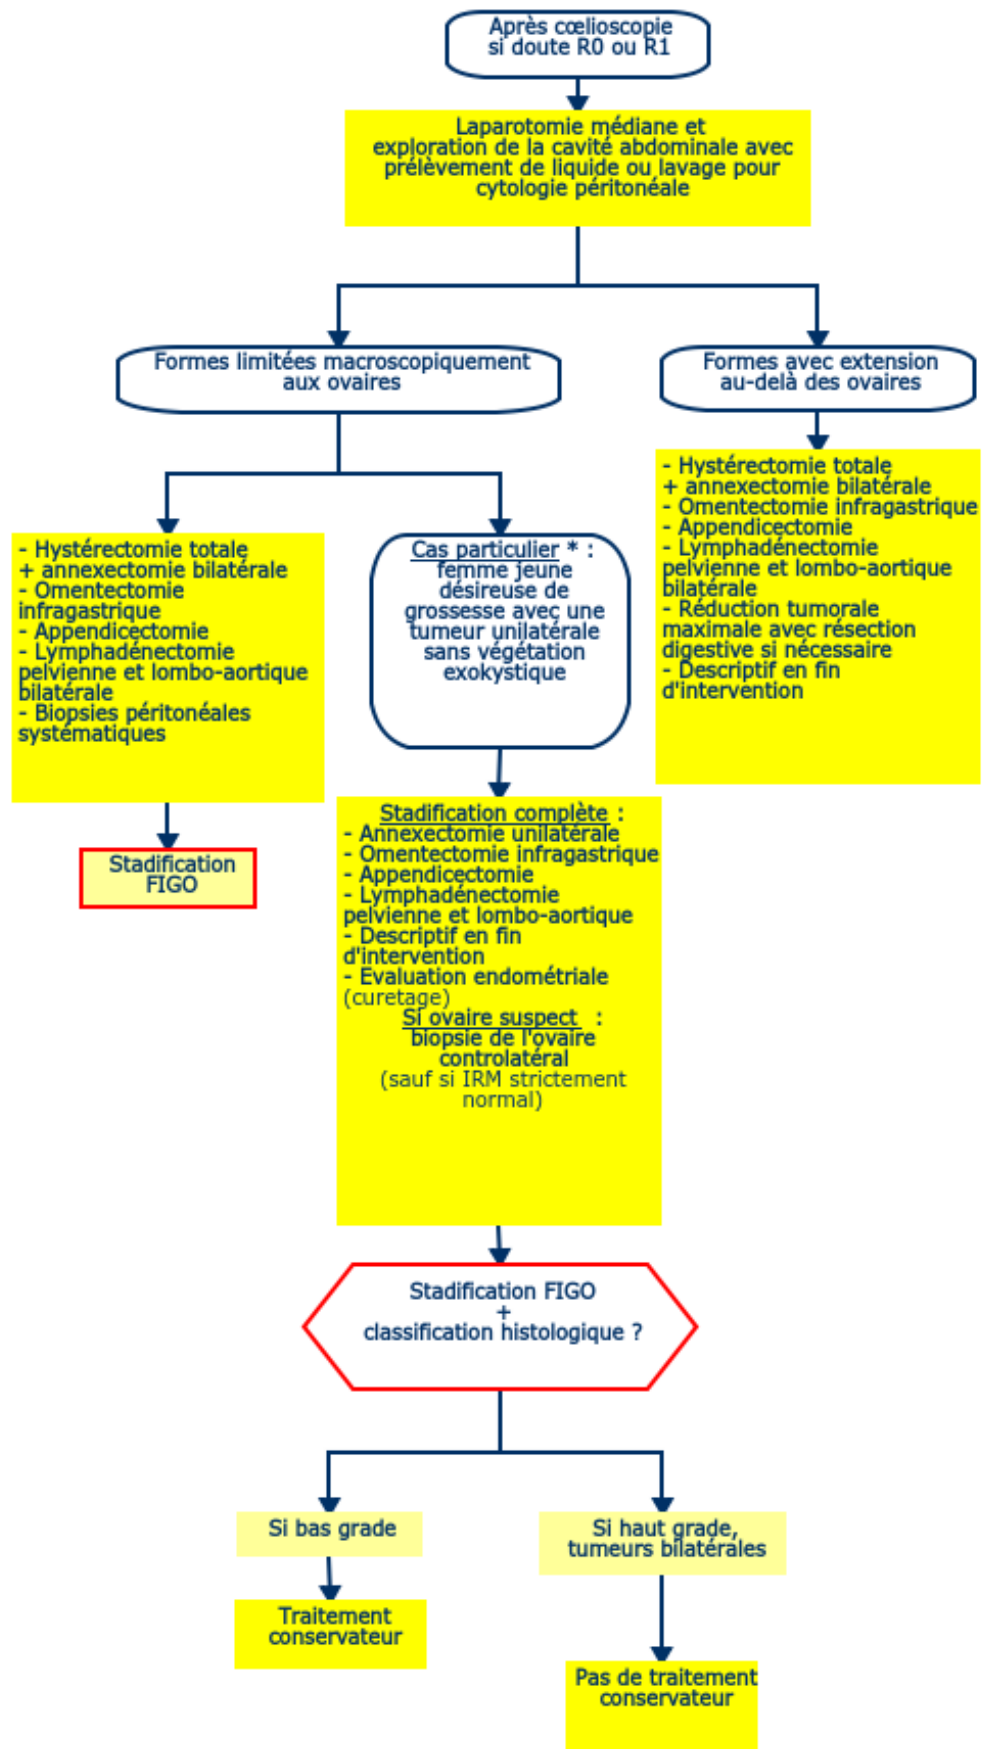 Après cœlioscopie
si doute R0 ou R1
Laparotomie médiane et
exploration de la cavité abdominale avec
prélèvement de liquide ou lavage pour
cytologie péritonéale
Formes limitées macroscopiquement
aux ovaires
Formes avec extension
au-delà des ovaires
- Hystérectomie totale
+ annexectomie bilatérale
- Omentectomie
infragastrique
- Appendicectomie
- Lymphadénectomie
pelvienne et lombo-aortique
bilatérale
- Biopsies péritonéales
systématiques
Cas particulier * :
femme jeune
désireuse de
grossesse avec une
tumeur unilatérale
sans végétation
exokystique
- Hystérectomie totale
+ annexectomie bilatérale
- Omentectomie infragastrique
- Appendicectomie
- Lymphadénectomie
pelvienne et lombo-aortique
bilatérale
- Réduction tumorale
maximale avec résection
digestive si nécessaire
- Descriptif en fin
d'intervention
Stadification
FIGO
Stadification complète :
- Annexectomie unilatérale
- Omentectomie infragastrique
- Appendicectomie
- Lymphadénectomie
pelvienne et lombo-aortique
- Descriptif en fin
d'intervention
- Evaluation endométriale
(curetage)
Si ovaire suspect :
biopsie de l'ovaire
controlatéral
(sauf si IRM strictement
normal)
Stadification FIGO
+
classification histologique ?
Si bas grade
Si haut grade,
tumeurs bilatérales
Traitement
conservateur
Pas de traitement
conservateur